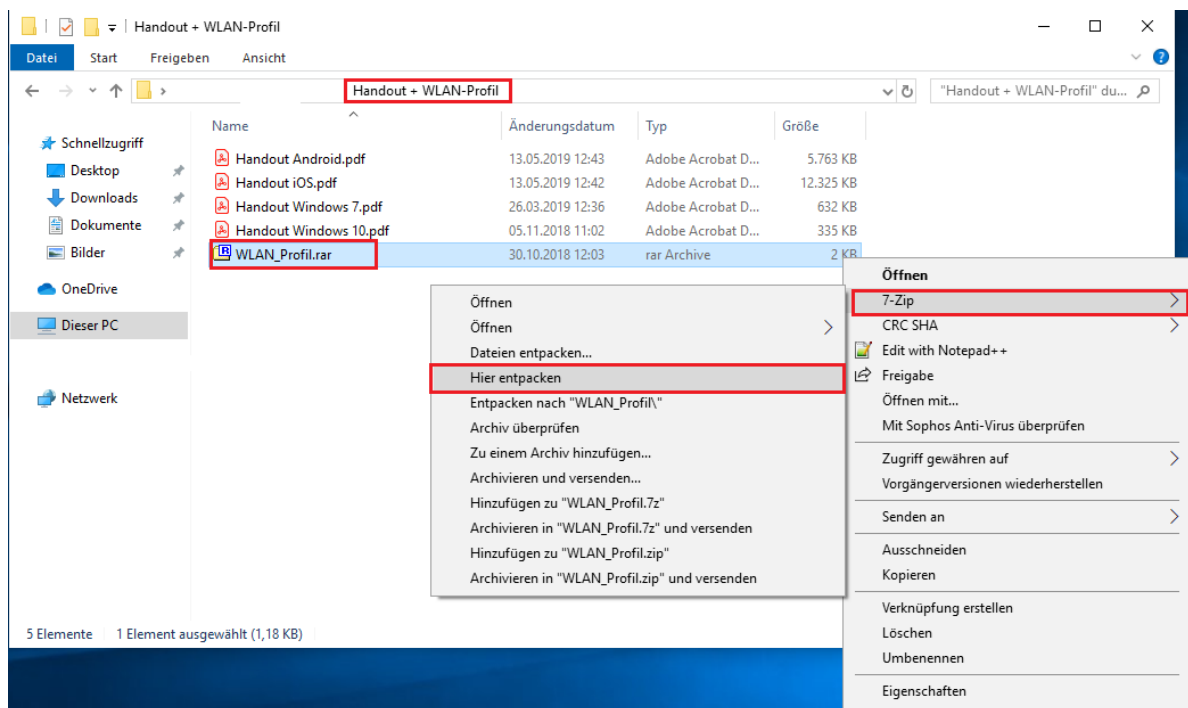 Handout + WLAN-Profil
Datei Start Freigeben Ansicht
Handout + WLAN-Profil "Handout + WLAN-Profil" du...
Name Änderungsdatum Typ Größe
Schnellzugriff
Desktop
Downloads
Dokumente
Bilder
OneDrive
Dieser PC
Netzwerk
Handout Android.pdf 13.05.2019 12:43 Adobe Acrobat D... 5.763 KB
Handout iOS.pdf 13.05.2019 12:42 Adobe Acrobat D... 12.325 KB
Handout Windows 7.pdf 26.03.2019 12:36 Adobe Acrobat D... 632 KB
Handout Windows 10.pdf 05.11.2018 11:02 Adobe Acrobat D... 335 KB
WLAN_Profil.rar 30.10.2018 12:03 rar Archive 2 KB
Öffnen
Öffnen
Dateien entpacken...
Hier entpacken
Entpacken nach "WLAN_Profil\"
Archiv überprüfen
Zu einem Archiv hinzufügen...
Archivieren und versenden...
Hinzufügen zu "WLAN_Profil.7z"
Archivieren in "WLAN_Profil.7z" und versenden
Hinzufügen zu "WLAN_Profil.zip"
Archivieren in "WLAN_Profil.zip" und versenden
Öffnen
7-Zip
CRC SHA
Edit with Notepad++
Freigabe
Öffnen mit...
Mit Sophos Anti-Virus überprüfen
Zugriff gewähren auf
Vorgängerversionen wiederherstellen
Senden an
Ausschneiden
Kopieren
Verknüpfung erstellen
Löschen
Umbenennen
Eigenschaften
5 Elemente 1 Element ausgewählt (1,18 KB)